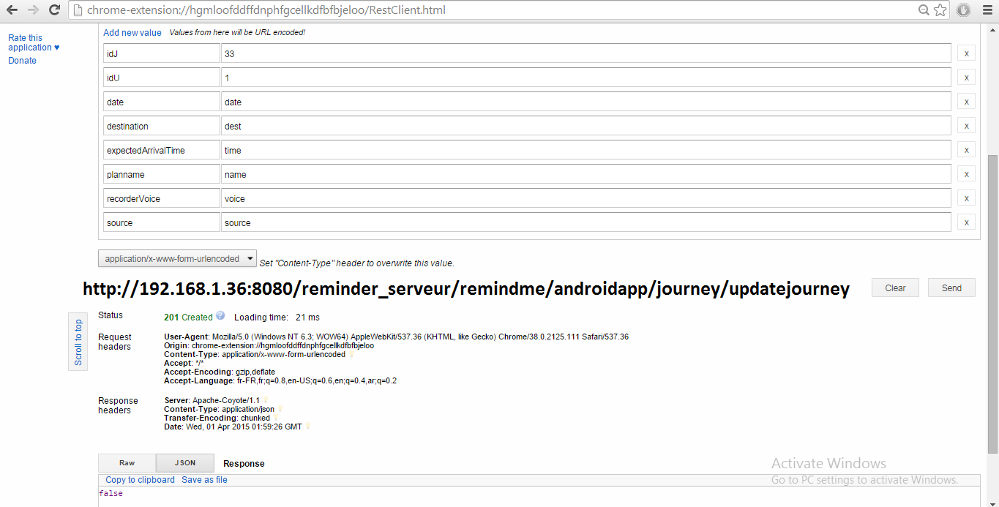 chrome-extension://hgmloofddffdnphfgcellkdfbfbjeloo/RestClient.html
Rate this
application ♥
Donate
Add new value Values from here will be URL encoded!
idJ 33 x
idU 1 x
date date x
destination dest x
expectedArrivalTime time x
planname name x
recorderVoice voice x
source source x
application/x-www-form-urlencoded Set "Content-Type" header to overwrite this value.
http://192.168.1.36:8080/reminder_serveur/remindme/androidapp/journey/updatejourney Clear Send
Scroll to top
Status 201 Created ? Loading time: 21 ms
Request
headers
User-Agent: Mozilla/5.0 (Windows NT 6.3; WOW64) AppleWebKit/537.36 (KHTML, like Gecko) Chrome/38.0.2125.111 Safari/537.36
Origin: chrome-extension://hgmloofddffdnphfgcellkdfbfbjeloo
Content-Type: application/x-www-form-urlencoded
Accept: */*
Accept-Encoding: gzip,deflate
Accept-Language: fr-FR,fr;q=0.8,en-US;q=0.6,en;q=0.4,ar;q=0.2
Response
headers
Server: Apache-Coyote/1.1
Content-Type: application/json
Transfer-Encoding: chunked
Date: Wed, 01 Apr 2015 01:59:26 GMT
Raw JSON Response
Copy to clipboard Save as file
false
Activate Windows
Go to PC settings to activate Windows.